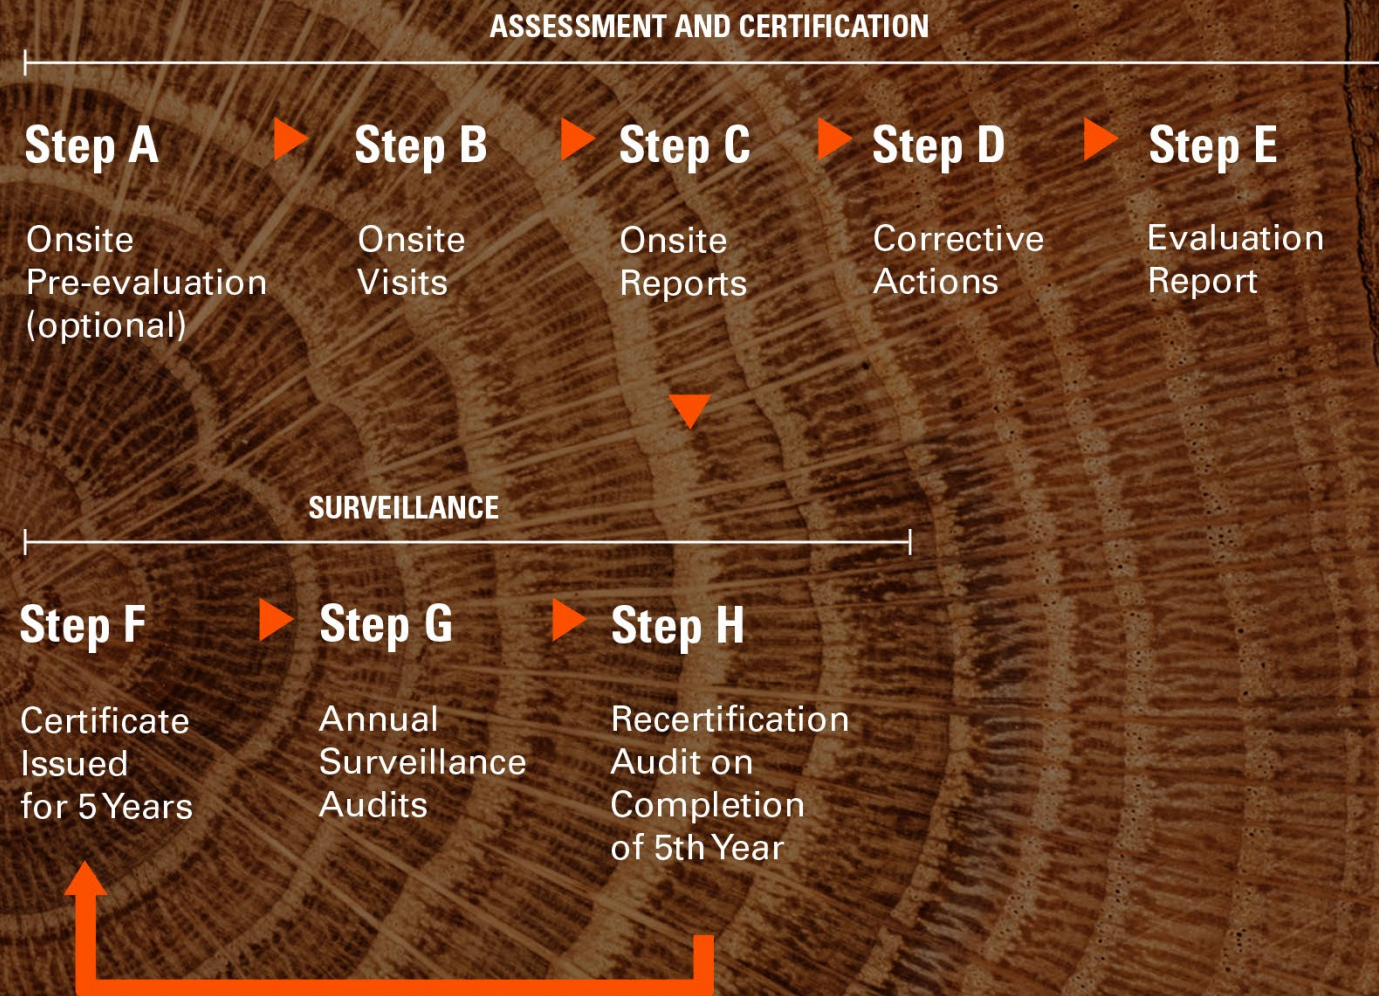 ASSESSMENT AND CERTIFICATION
Step A
Onsite
Pre-evaluation
(optional)
Step B
Onsite
Visits
Step C
Onsite
Reports
Step D
Corrective
Actions
Step E
Evaluation
Report
SURVEILLANCE
Step F
Certificate
Issued
for 5 Years
Step G
Annual
Surveillance
Audits
Step H
Recertification
Audit on
Completion
of 5th Year